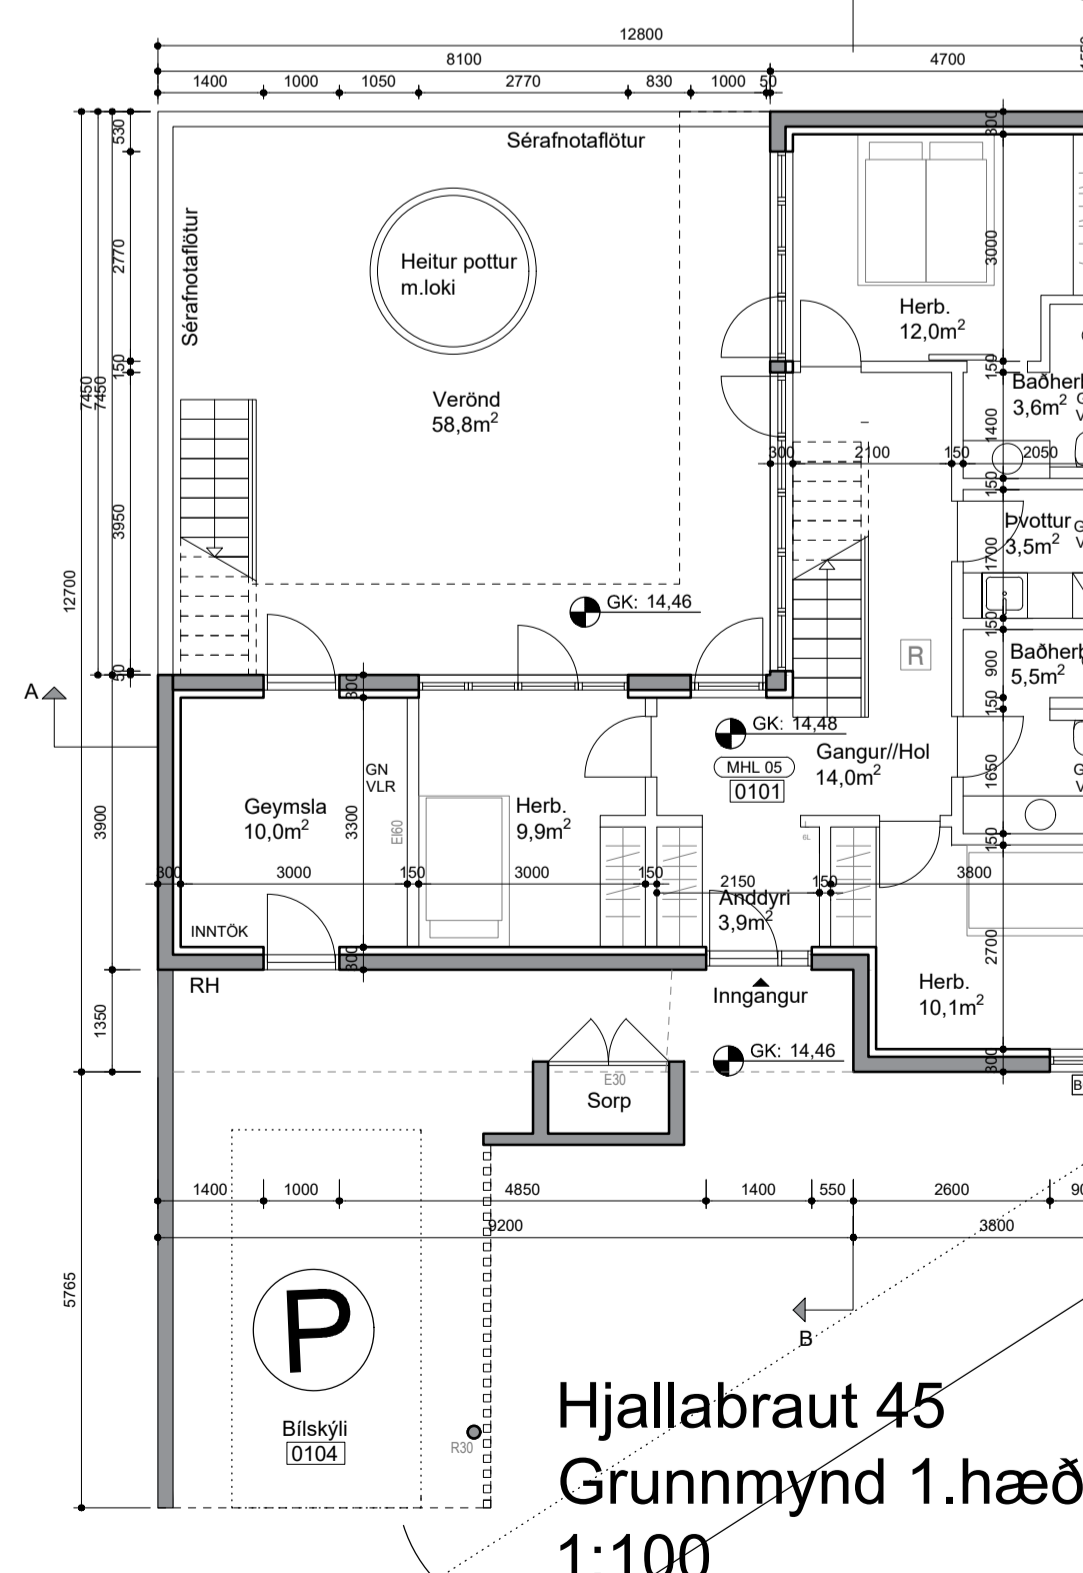 12800
8100
4700
1400
1000
1050
2770
830
1000
50
530
300
Sérafnotaflötur
Sérafnotaflötur
2770
3000
Heitur pottur
m.loki
Herb.
12,0m²
150
150
7450
7450
Verönd
58,8m²
Baðherb
3,6m²
1400
300
2100
150
2050
150
3950
Þvottur
3,5m²
1700
12700
GK: 14,46
150
R
Baðherb
5,5m²
900
50
300
A
150
GK: 14,48
MHL 05
0101
Gangur//Hol
14,0m²
GN
VLR
1650
Geymsla
10,0m²
3300
EI60
Herb.
9,9m²
3900
6L
150
300
3000
150
3000
150
2150
150
3800
Anddyri
3,9m²
INNTÖK
300
2700
RH
Inngangur
Herb.
10,1m²
1350
GK: 14,46
300
E30
Sorp
B
1400
1000
4850
1400
550
2600
90
9200
3800
5765
P
B
Bílskýli
0104
R30
Hjallabraut 45
Grunnmynd 1.hæð
1:100